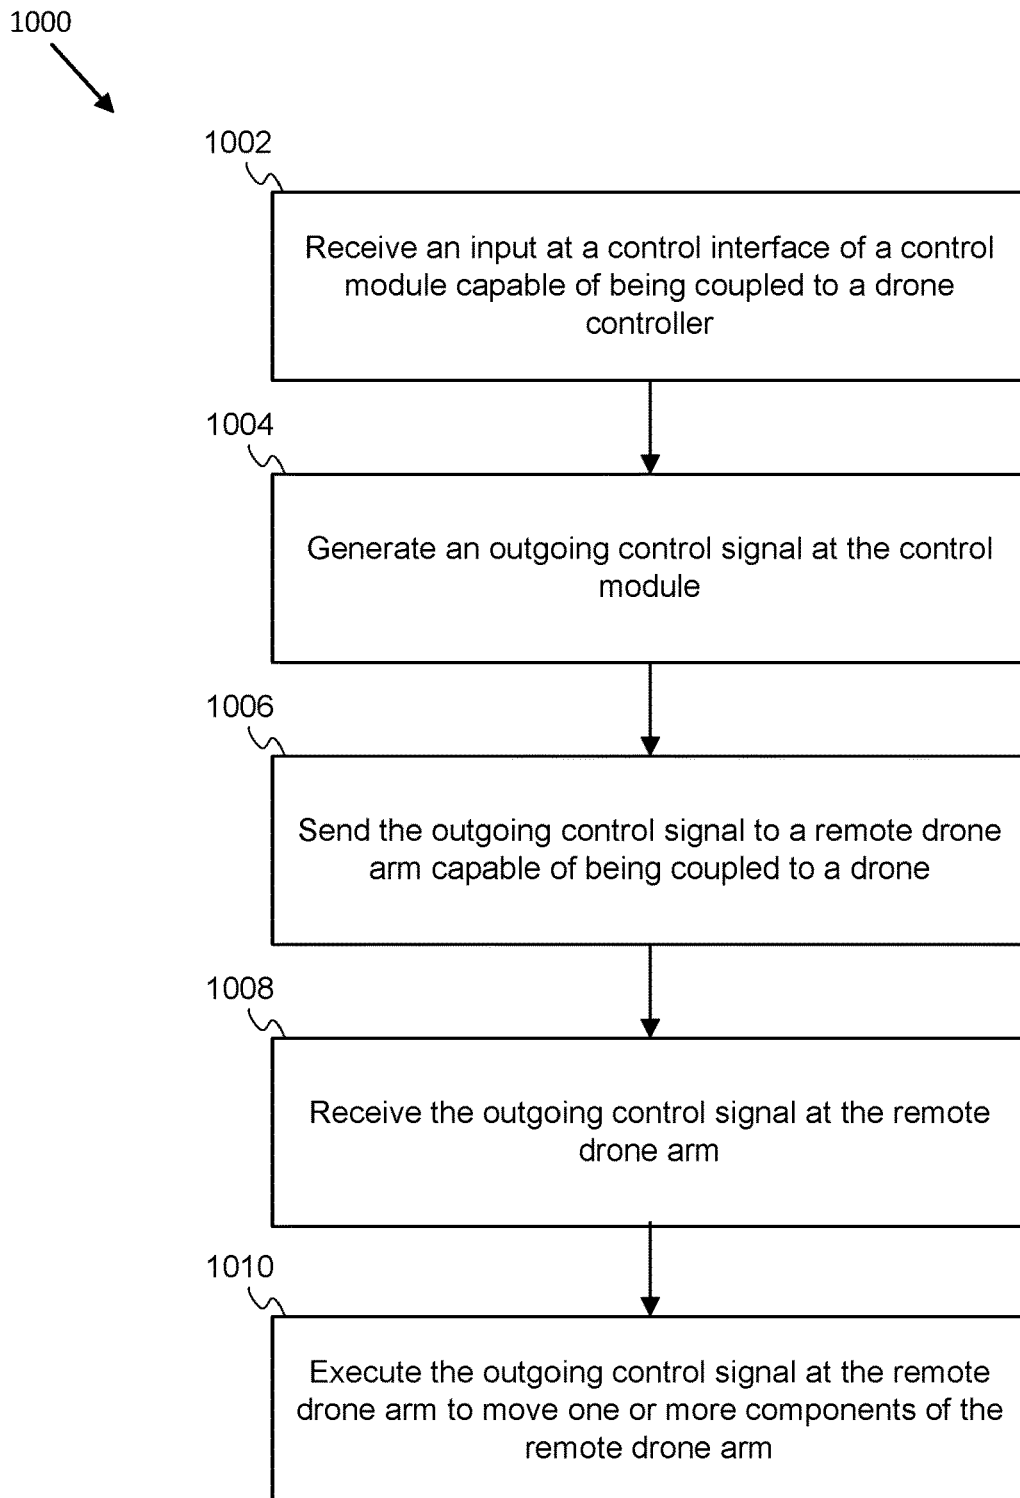 1000
1002
Receive an input at a control interface of a control
module capable of being coupled to a drone
controller
1004
Generate an outgoing control signal at the control
module
1006
Send the outgoing control signal to a remote drone
arm capable of being coupled to a drone
1008
Receive the outgoing control signal at the remote
drone arm
1010
Execute the outgoing control signal at the remote
drone arm to move one or more components of the
remote drone arm